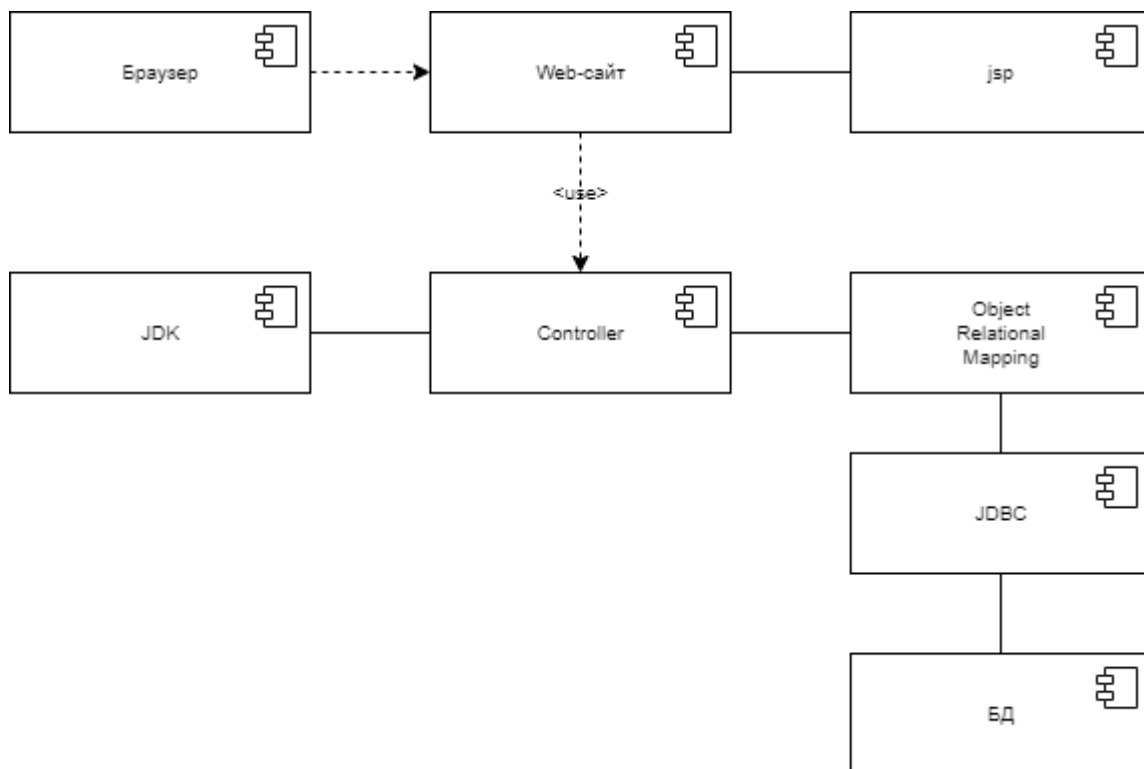 Браузер
Web-сайт
jsp
<use>
JDK
Controller
Object
Relational
Mapping
JDBC
БД